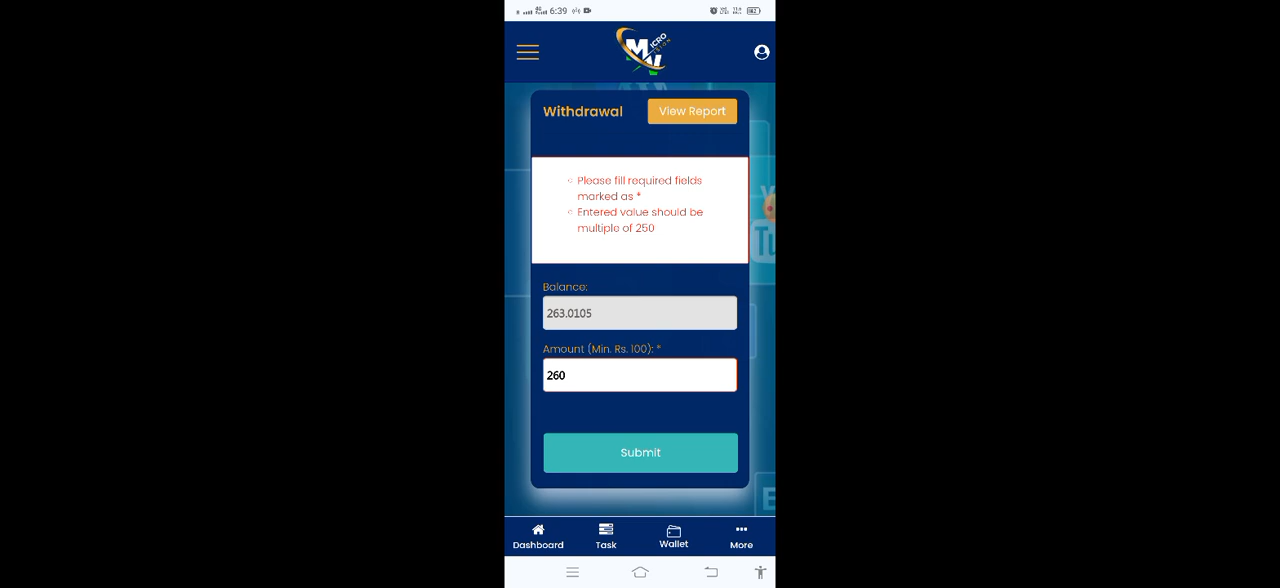 6:39
MICRO
Withdrawal
View Report
Please fill required fields
marked as *
Entered value should be
multiple of 250
Balance:
263.0105
Amount (Min. Rs. 100): *
260
Submit
Dashboard
Task
Wallet
More